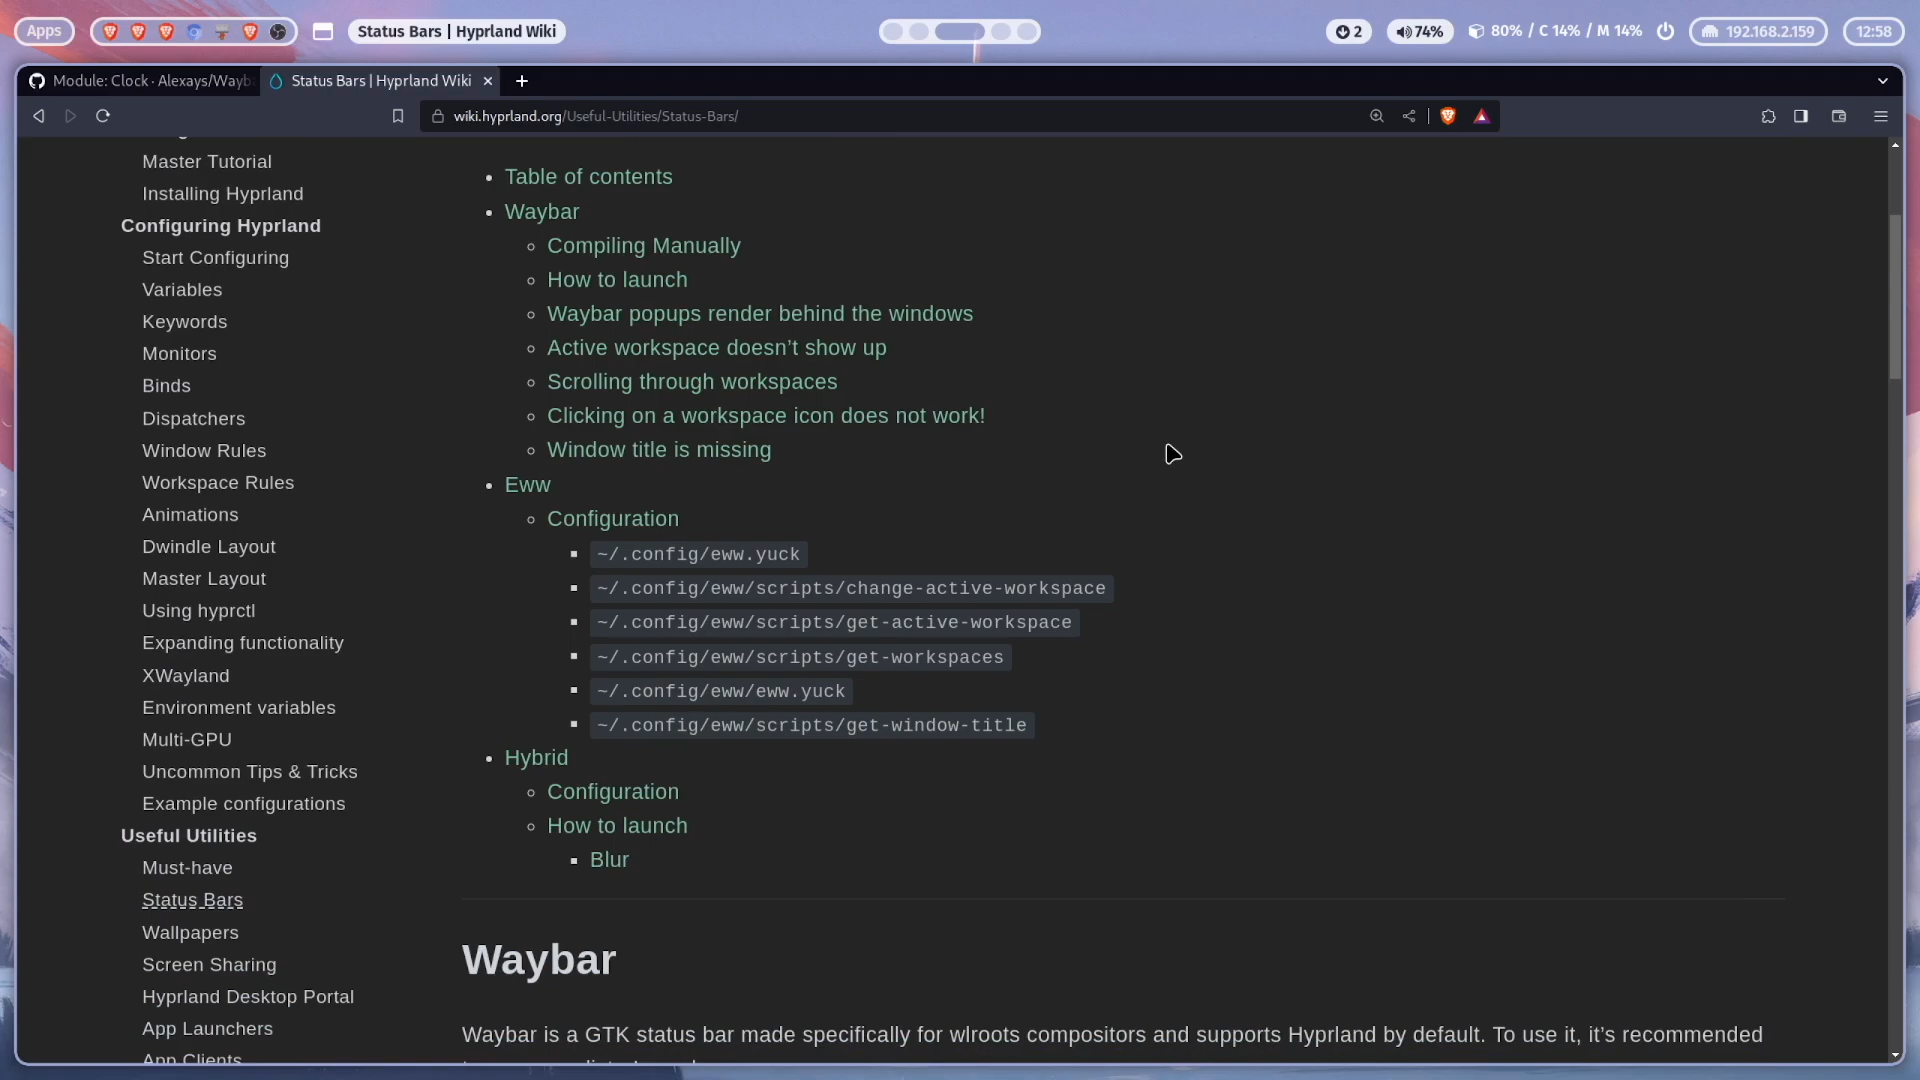 Apps
Status Bars | Hyprland Wiki
2
74%
80% / C 14% / M 14%
192.168.2.159
12:58
Module: Clock · Alexays/Wayb
Status Bars | Hyprland Wiki
wiki.hyprland.org/Useful-Utilities/Status-Bars/
Master Tutorial
Installing Hyprland
Configuring Hyprland
Start Configuring
Variables
Keywords
Monitors
Binds
Dispatchers
Window Rules
Workspace Rules
Animations
Dwindle Layout
Master Layout
Using hyprctl
Expanding functionality
XWayland
Environment variables
Multi-GPU
Uncommon Tips & Tricks
Example configurations
Useful Utilities
Must-have
Status Bars
Wallpapers
Screen Sharing
Hyprland Desktop Portal
App Launchers
App Clients
Table of contents
Waybar
Compiling Manually
How to launch
Waybar popups render behind the windows
Active workspace doesn’t show up
Scrolling through workspaces
Clicking on a workspace icon does not work!
Window title is missing
Eww
Configuration
~/.config/eww.yuck
~/.config/eww/scripts/change-active-workspace
~/.config/eww/scripts/get-active-workspace
~/.config/eww/scripts/get-workspaces
~/.config/eww/eww.yuck
~/.config/eww/scripts/get-window-title
Hybrid
Configuration
How to launch
Blur
Waybar
Waybar is a GTK status bar made specifically for wlroots compositors and supports Hyprland by default. To use it, it’s recommended